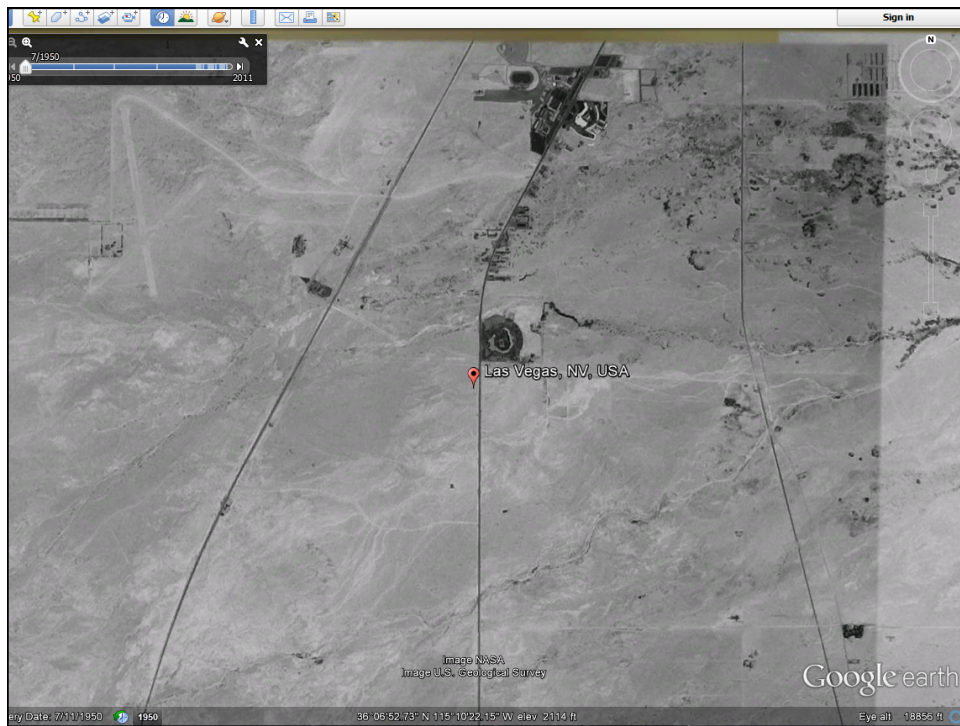 Sign in
7/1950
950
2011
N
Las Vegas, NV, USA
Image NASA
Image U.S. Geological Survey
Google earth
ery Date: 7/11/1950
1950
36°06'52.73" N 115°10'22.15" W elev 2114 ft
Eye alt 18856 ft